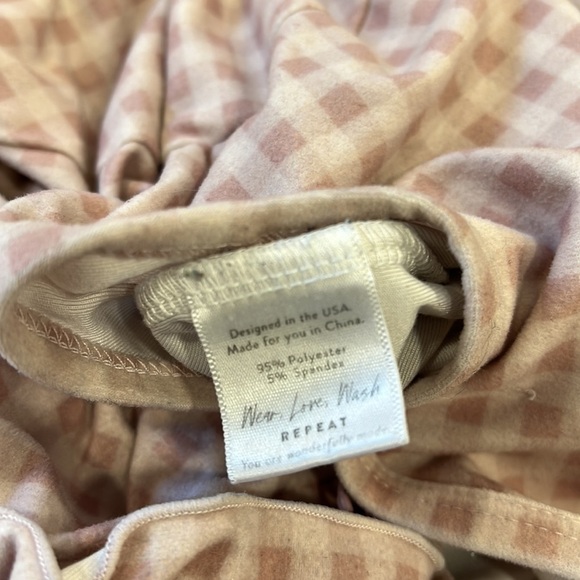 Designed in the USA.
Made for you in China.
95% Polyester
5% Spandex
Wear, Love, Wash
REPEAT
You are wonderfully made.